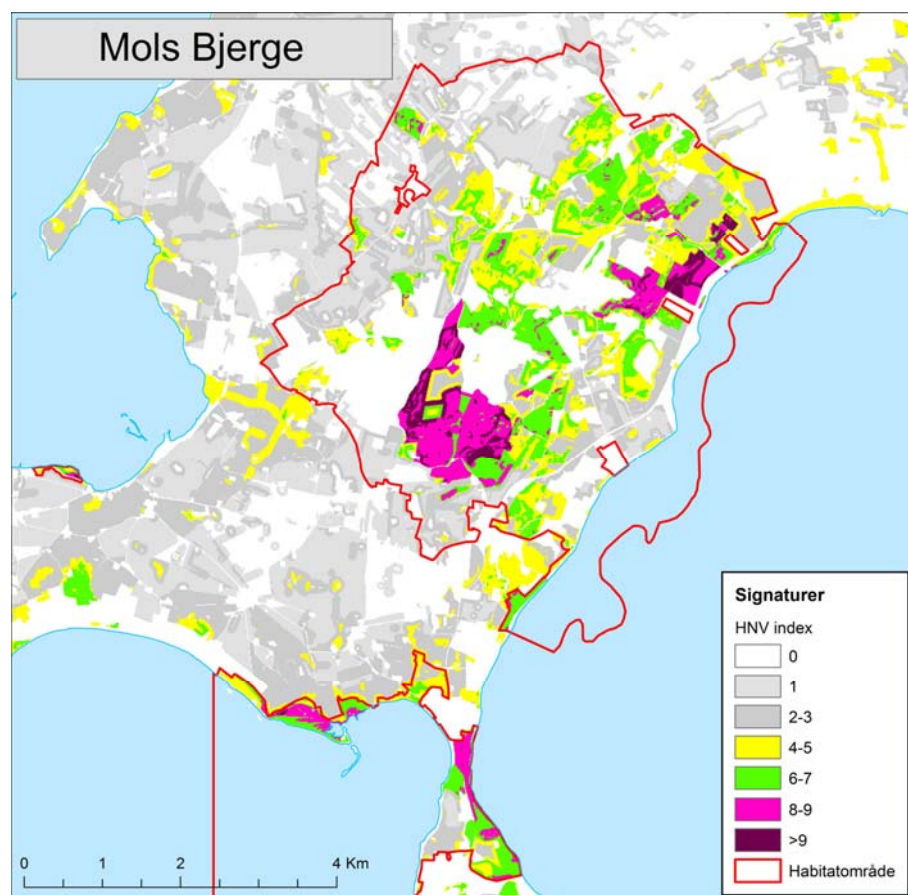 Mols Bjerge
Signaturer
HNV index
0
1
2-3
4-5
6-7
8-9
>9
Habitatområde
0 2 4 Km